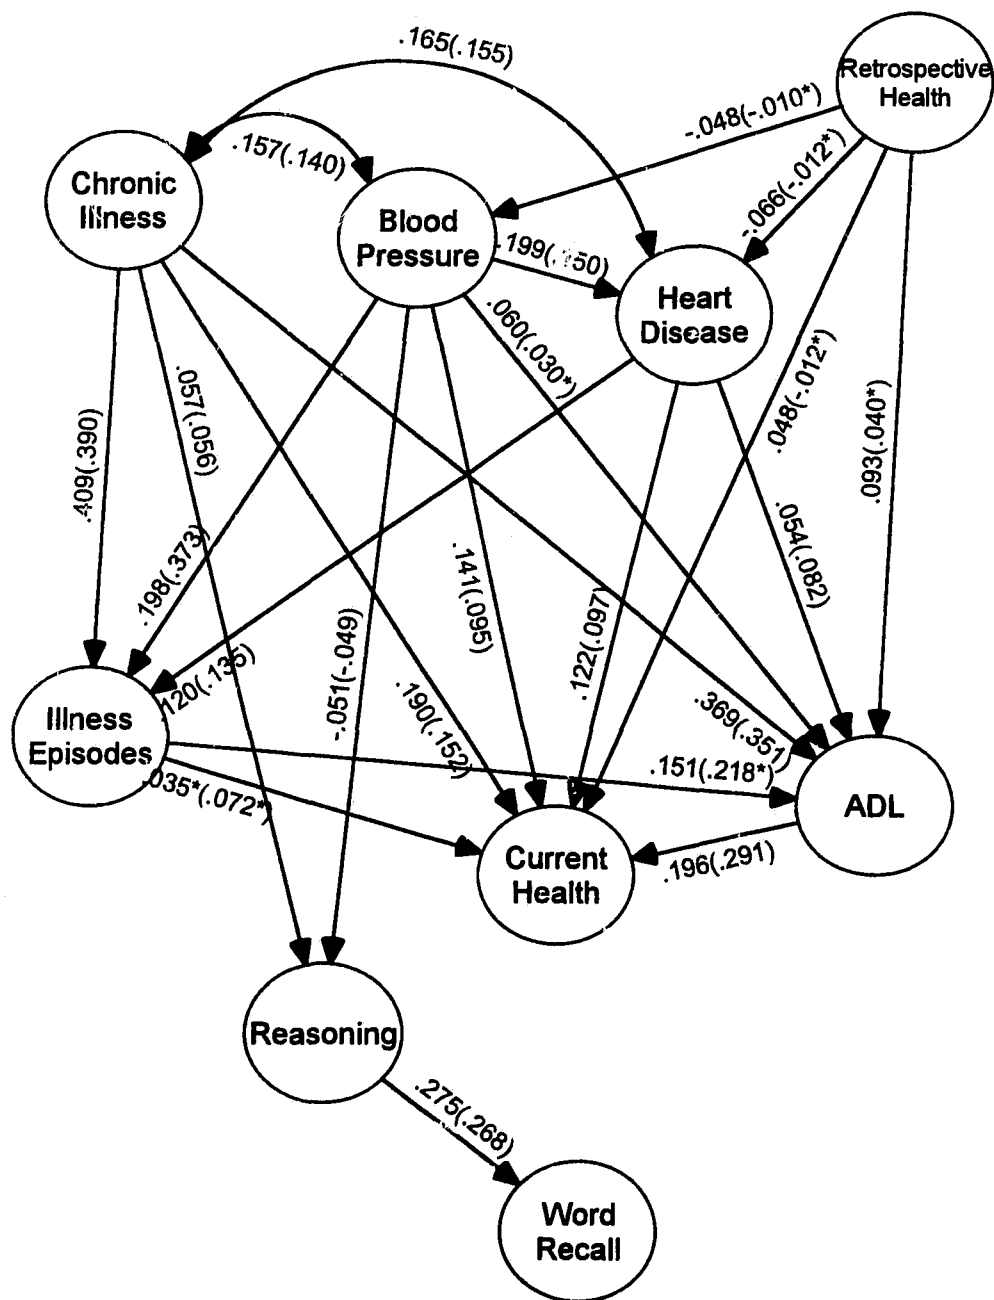 .165(.155)
Retrospective
Health
-.048(-.010*)
.157(.140)
-.066(-.012*)
Chronic
Illness
Blood
Pressure
.199(.150)
Heart
Disease
.060(.030*)
.048(-.012*)
.057(.056)
.093(.040*)
.409(.390)
.054(.082)
.198(.373)
.141(.095)
.122(.097)
-.051(-.049)
.120(.135)
.190(.152)
.369(.351)
Illness
Episodes
.151(.218*)
.035*(.072*)
ADL
Current
Health
.196(.291)
Reasoning
.275(.268)
Word
Recall